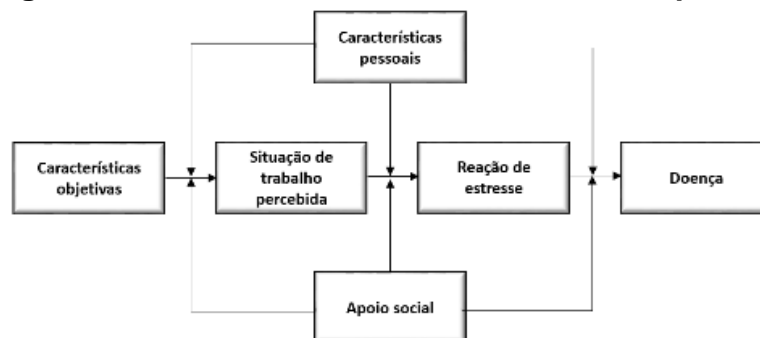 Características
pessoais
Características
objetivas
Situação de
trabalho
percebida
Reação de
estresse
Doença
Apoio social